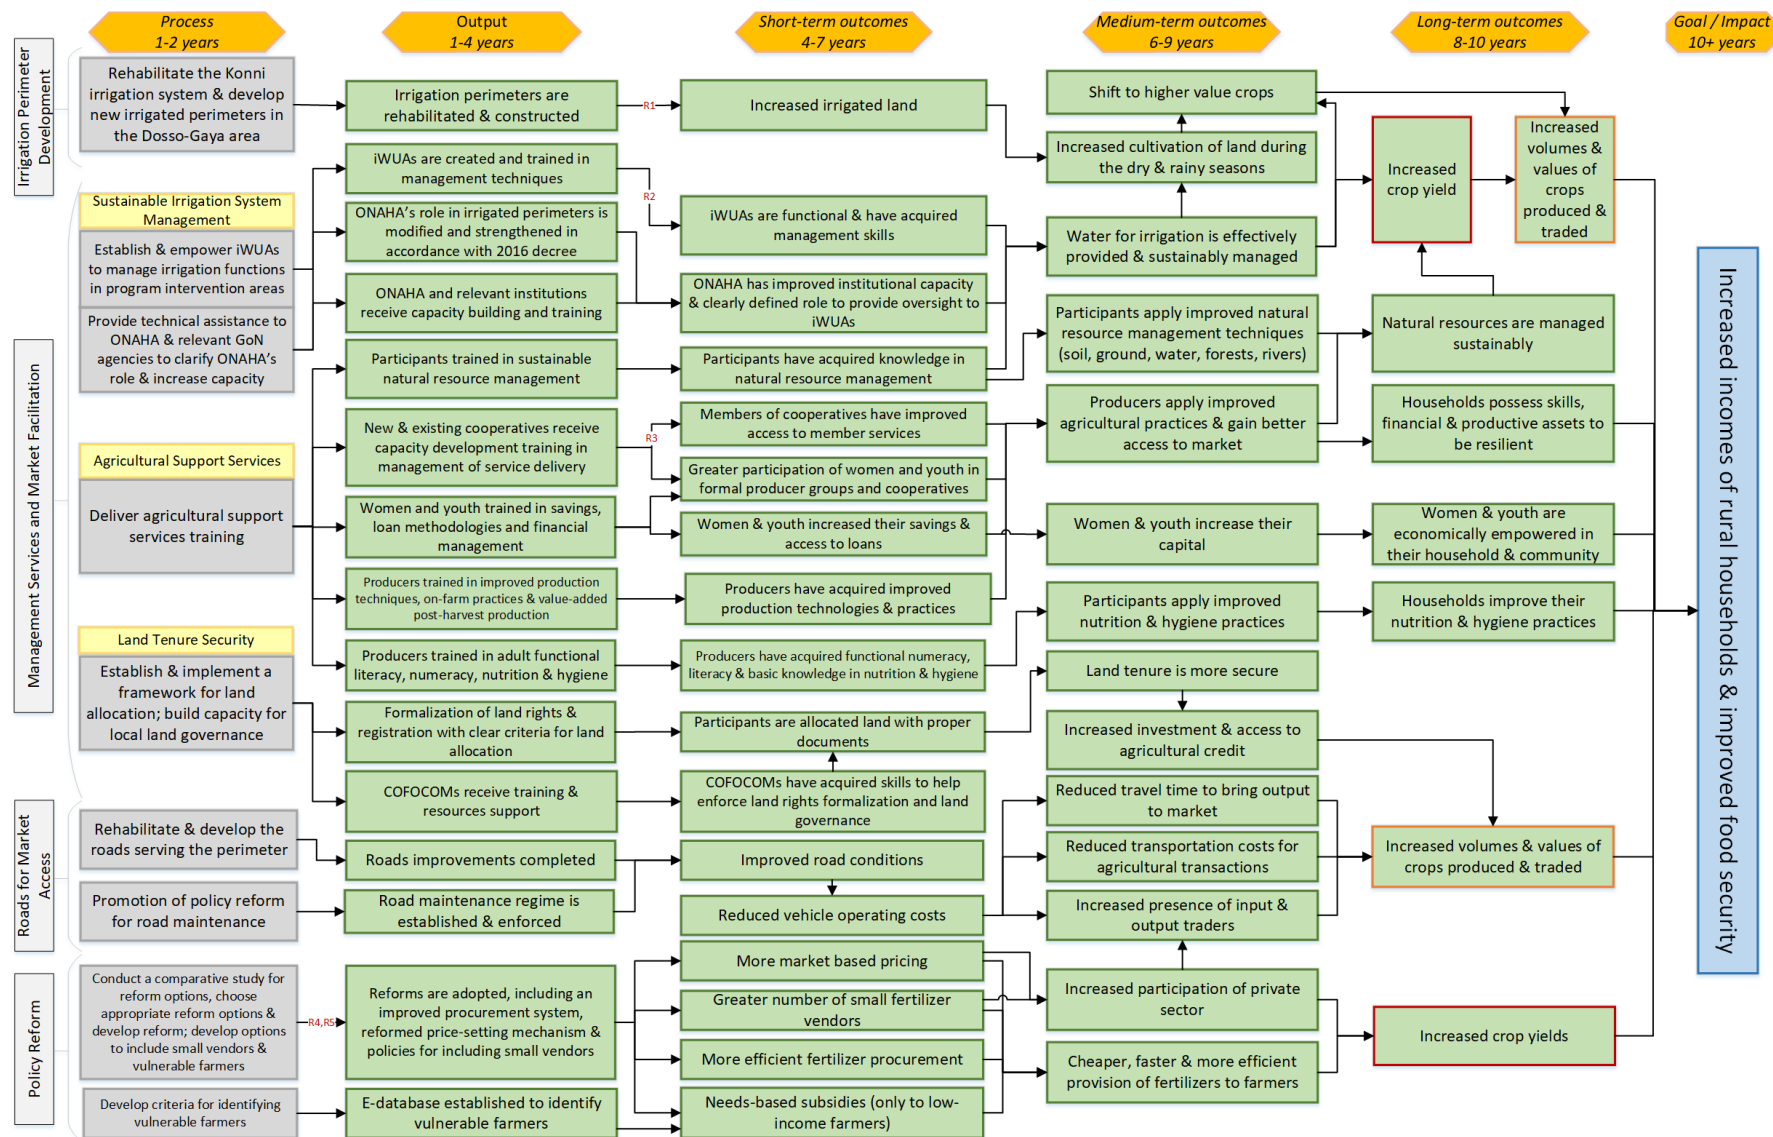 Process
1-2 years
Output
1-4 years
Short-term outcomes
4-7 years
Medium-term outcomes
6-9 years
Long-term outcomes
8-10 years
Goal / Impact
10+ years
Irrigation Perimeter
Development
Rehabilitate the Konni
irrigation system & develop
new irrigated perimeters in
the Dosso-Gaya area
Irrigation perimeters are
rehabilitated & constructed
R1
Increased irrigated land
Shift to higher value crops
Increased cultivation of land during
the dry & rainy seasons
Increased
crop yield
Increased
volumes &
values of
crops
produced &
traded
Management Services and Market Facilitation
Sustainable Irrigation System
Management
Establish & empower iWUAs
to manage irrigation functions
in program intervention areas
Provide technical assistance to
ONAHA & relevant GoN
agencies to clarify ONAHA's
role & increase capacity
iWUAs are created and trained in
management techniques
R2
ONAHA's role in irrigated perimeters is
modified and strengthened in
accordance with 2016 decree
ONAHA and relevant institutions
receive capacity building and training
iWUAs are functional & have acquired
management skills
ONAHA has improved institutional capacity
& clearly defined role to provide oversight to
iWUAs
Water for irrigation is effectively
provided & sustainably managed
Participants trained in sustainable
natural resource management
Participants have acquired knowledge in
natural resource management
Participants apply improved natural
resource management techniques
(soil, ground, water, forests, rivers)
Natural resources are managed
sustainably
Agricultural Support Services
Deliver agricultural support
services training
New & existing cooperatives receive
capacity development training in
management of service delivery
R3
Members of cooperatives have improved
access to member services
Greater participation of women and youth in
formal producer groups and cooperatives
Producers apply improved
agricultural practices & gain better
access to market
Households possess skills,
financial & productive assets to
be resilient
Women and youth trained in savings,
loan methodologies and financial
management
Women & youth increased their savings &
access to loans
Women & youth increase their
capital
Women & youth are
economically empowered in
their household & community
Producers trained in improved production
techniques, on-farm practices & value-added
post-harvest production
Producers have acquired improved
production technologies & practices
Participants apply improved
nutrition & hygiene practices
Households improve their
nutrition & hygiene practices
Producers trained in adult functional
literacy, numeracy, nutrition & hygiene
Producers have acquired functional numeracy,
literacy & basic knowledge in nutrition & hygiene
Land Tenure Security
Establish & implement a
framework for land
allocation; build capacity for
local land governance
Formalization of land rights &
registration with clear criteria for land
allocation
Participants are allocated land with proper
documents
Land tenure is more secure
Increased investment & access to
agricultural credit
COFOCOMs receive training &
resources support
COFOCOMs have acquired skills to help
enforce land rights formalization and land
governance
Roads for Market
Access
Rehabilitate & develop the
roads serving the perimeter
Promotion of policy reform
for road maintenance
Roads improvements completed
Road maintenance regime is
established & enforced
Improved road conditions
Reduced vehicle operating costs
Reduced travel time to bring output
to market
Reduced transportation costs for
agricultural transactions
Increased presence of input &
output traders
Increased volumes & values of
crops produced & traded
Policy Reform
Conduct a comparative study for
reform options, choose
appropriate reform options &
develop reform; develop options
to include small vendors &
vulnerable farmers
R4,R5
Reforms are adopted, including an
improved procurement system,
reformed price-setting mechanism &
policies for including small vendors
More market based pricing
Greater number of small fertilizer
vendors
More efficient fertilizer procurement
Increased participation of private
sector
Cheaper, faster & more efficient
provision of fertilizers to farmers
Increased crop yields
Develop criteria for identifying
vulnerable farmers
E-database established to identify
vulnerable farmers
Needs-based subsidies (only to low-
income farmers)
Increased incomes of rural households & improved food security